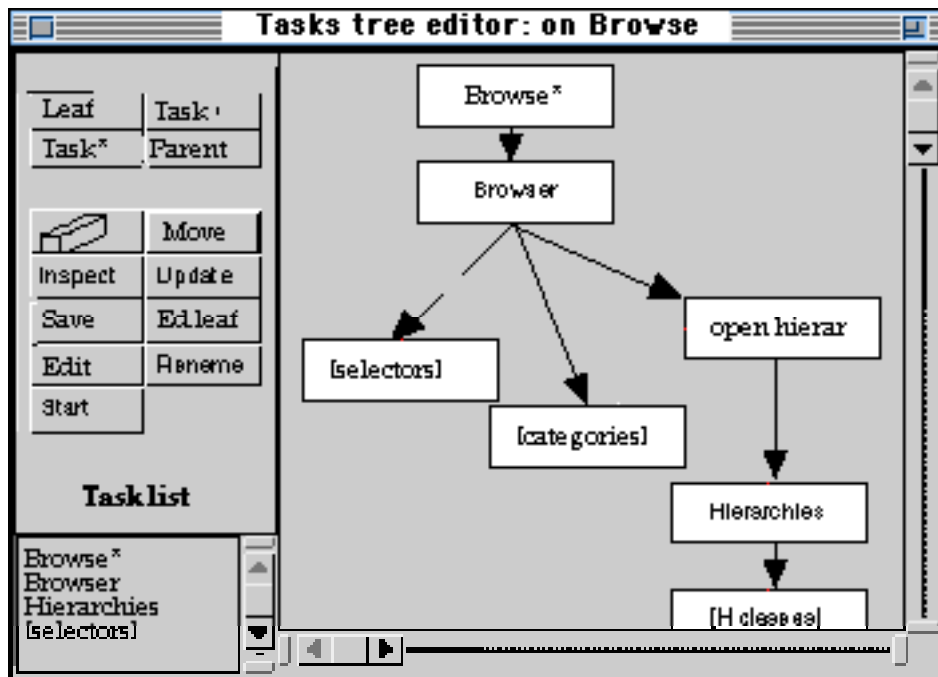 Tasks tree editor: on Browse
Leaf
Task+
Task*
Parent
Move
Inspect
Update
Save
Ed.leaf
Edit
Rename
Start
Task list
Browse*
Browser
Hierarchies
[selectors]
Browse*
Browser
open hierar
[selectors]
[categories]
Hierarchies
[H classes]